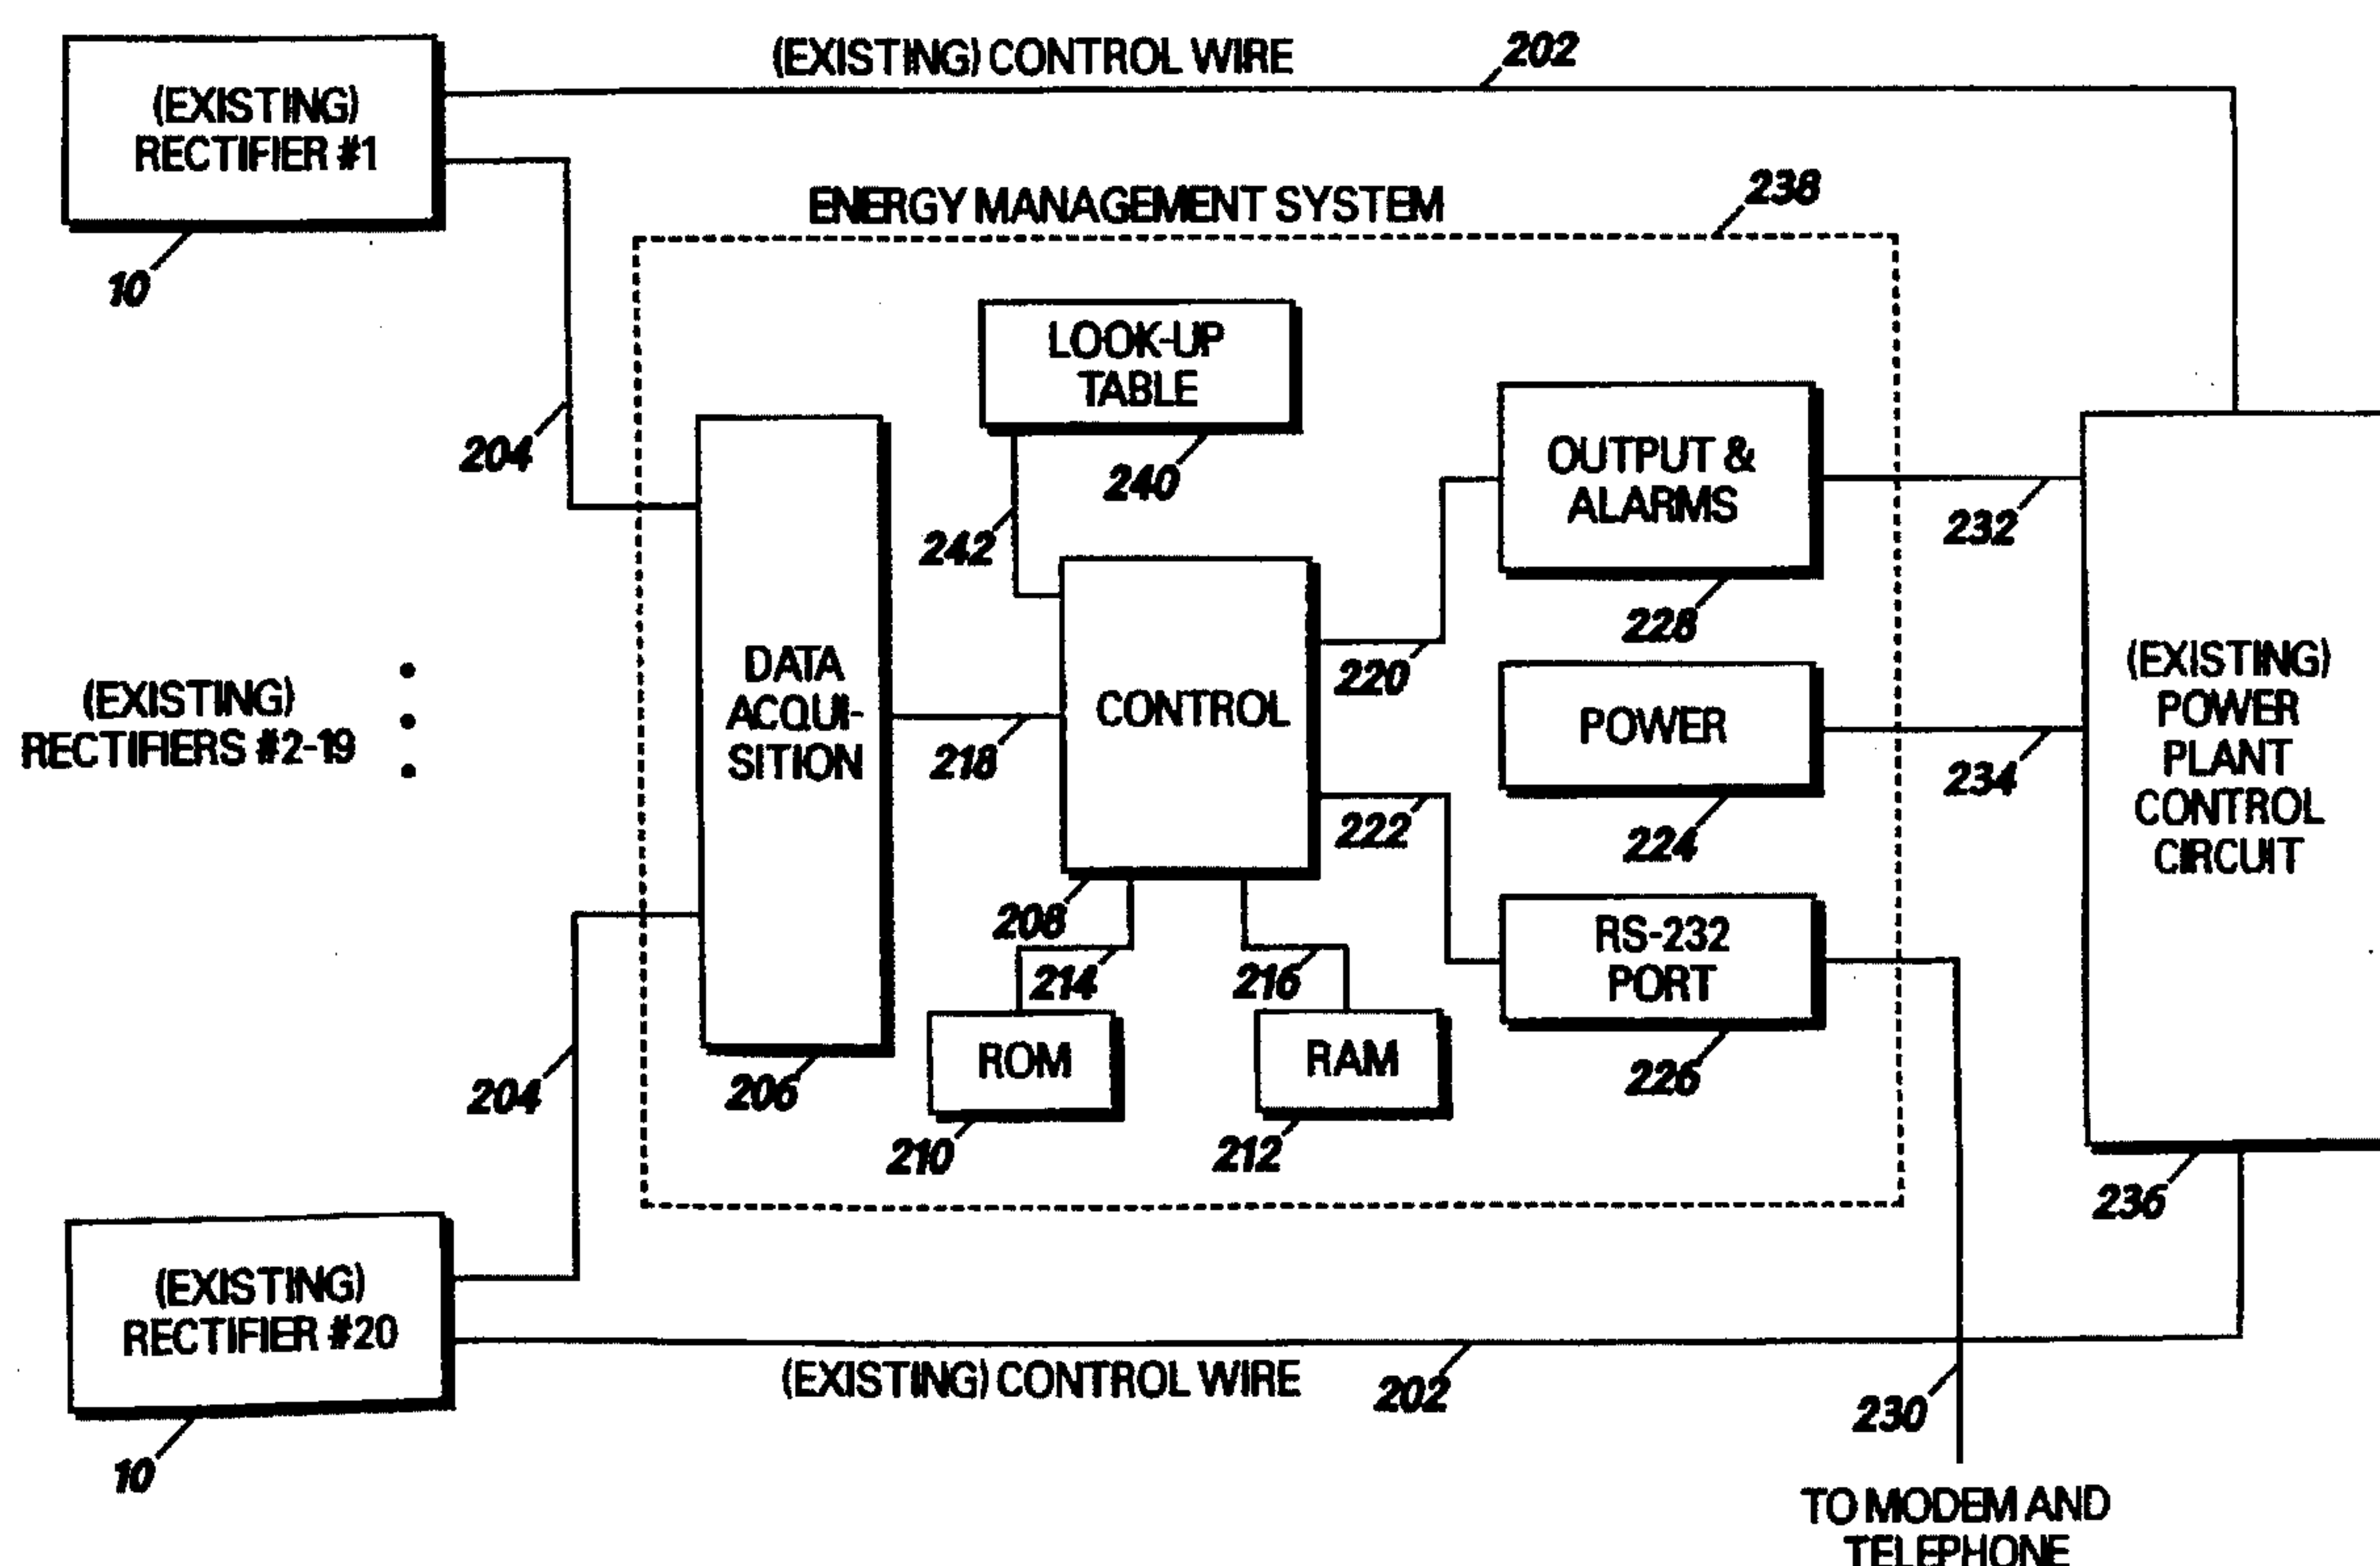 (EXISTING) CONTROL WIRE
202
(EXISTING)
RECTIFIER #1
10
204
ENERGY MANAGEMENT SYSTEM
238
LOOK-UP
TABLE
240
242
OUTPUT &
ALARMS
228
232
DATA
ACQUI-
SITION
206
218
CONTROL
208
220
222
POWER
224
234
(EXISTING)
POWER
PLANT
CONTROL
CIRCUIT
236
(EXISTING)
RECTIFIERS #2-19
214
216
ROM
210
RAM
212
RS-232
PORT
226
204
(EXISTING)
RECTIFIER #20
10
(EXISTING) CONTROL WIRE
202
230
TO MODEM AND
TELEPHONE